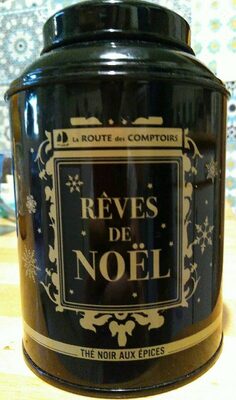 La ROUTE des COMPTOIRS
RÊVES
DE
NOËL
THÉ NOIR AUX ÉPICES